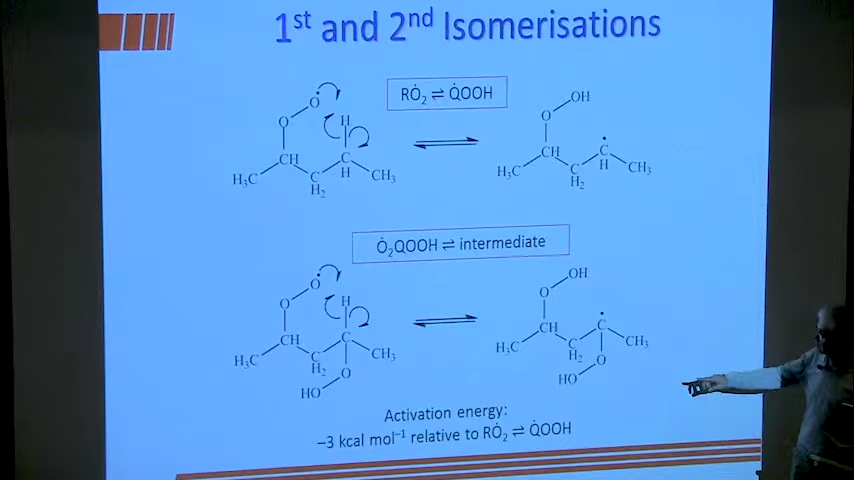 1st and 2nd Isomerisations
RȮ₂ ⇌ Q̇OOH
O
O
H
CH
C
H₂
C
H
H₃C
CH₃
OH
O
CH
C
H₂
Ċ
H
H₃C
CH₃
Ȯ₂QOOH ⇌ intermediate
O
O
H
CH
C
H₂
C
CH₃
H₃C
O
HO
OH
O
CH
C
H₂
Ċ
CH₃
H₃C
O
HO
Activation energy:
–3 kcal mol⁻¹ relative to RȮ₂ ⇌ Q̇OOH